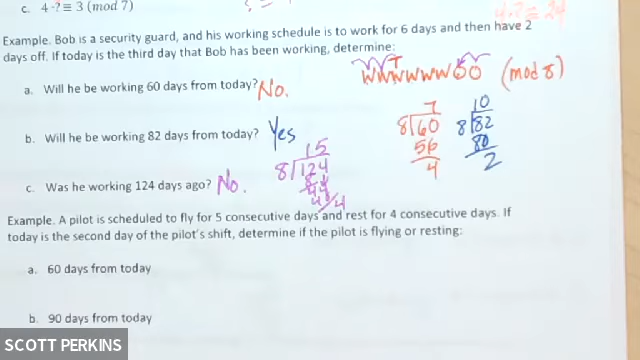 c. 4·? ≡ 3 (mod 7)
4·? ≡ 24
Example. Bob is a security guard, and his working schedule is to work for 6 days and then have 2
days off. If today is the third day that Bob has been working, determine:
T
W W W W W W O O (mod 8)
a. Will he be working 60 days from today? No.
7
8 60
56
4
10
8 82
80
2
b. Will he be working 82 days from today? Yes
15
8 124
8
44
4
c. Was he working 124 days ago? No.
Example. A pilot is scheduled to fly for 5 consecutive days and rest for 4 consecutive days. If
today is the second day of the pilot's shift, determine if the pilot is flying or resting:
a. 60 days from today
b. 90 days from today
SCOTT PERKINS